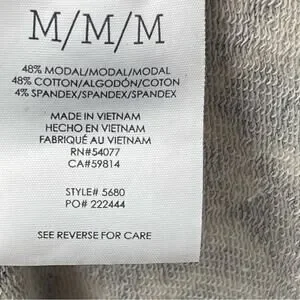 M/M/M
48% MODAL/MODAL/MODAL
48% COTTON/ALGODÓN/COTON
4% SPANDEX/SPANDEX/SPANDEX
MADE IN VIETNAM
HECHO EN VIETNAM
FABRIQUÉ AU VIETNAM
RN#54077
CA#59814
STYLE# 5680
PO# 222444
SEE REVERSE FOR CARE